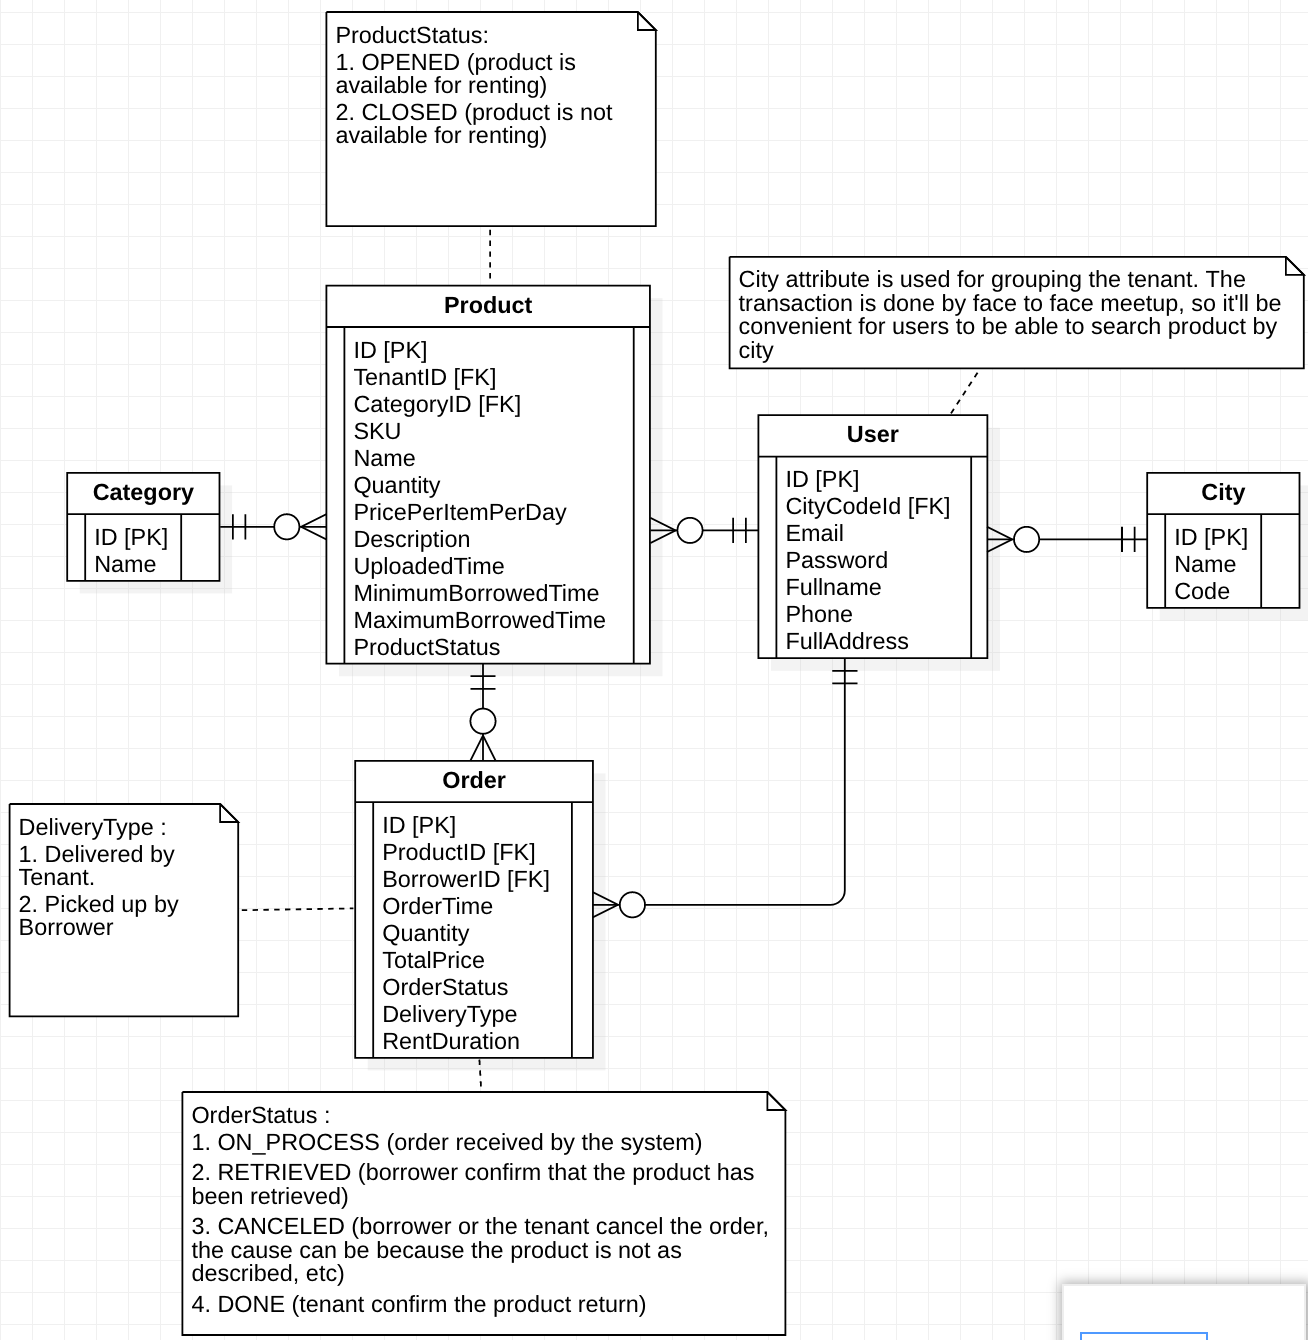 ProductStatus:
1. OPENED (product is
available for renting)
2. CLOSED (product is not
available for renting)
City attribute is used for grouping the tenant. The
transaction is done by face to face meetup, so it'll be
convenient for users to be able to search product by
city
Product
ID [PK]
TenantID [FK]
CategoryID [FK]
SKU
Name
Quantity
PricePerItemPerDay
Description
UploadedTime
MinimumBorrowedTime
MaximumBorrowedTime
ProductStatus
User
ID [PK]
CityCodeId [FK]
Email
Password
Fullname
Phone
FullAddress
Category
ID [PK]
Name
City
ID [PK]
Name
Code
Order
ID [PK]
ProductID [FK]
BorrowerID [FK]
OrderTime
Quantity
TotalPrice
OrderStatus
DeliveryType
RentDuration
DeliveryType :
1. Delivered by
Tenant.
2. Picked up by
Borrower
OrderStatus :
1. ON_PROCESS (order received by the system)
2. RETRIEVED (borrower confirm that the product has
been retrieved)
3. CANCELED (borrower or the tenant cancel the order,
the cause can be because the product is not as
described, etc)
4. DONE (tenant confirm the product return)